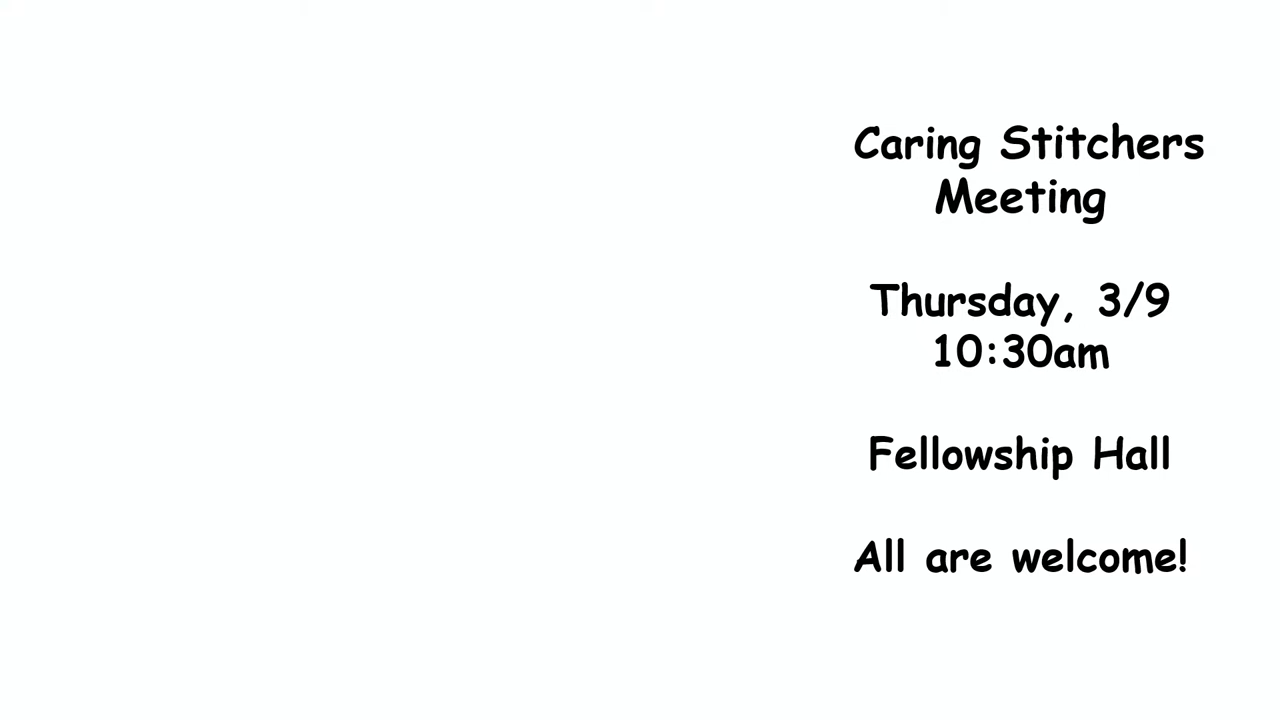 Caring Stitchers
Meeting
Thursday, 3/9
10:30am
Fellowship Hall
All are welcome!